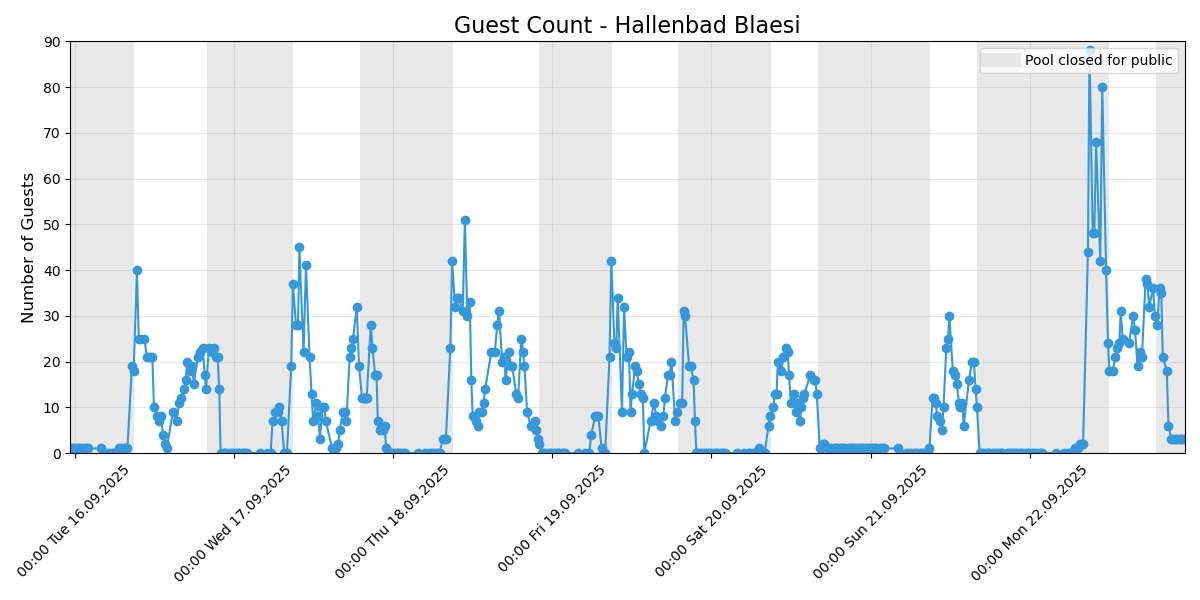 Guest Count - Hallenbad Blaesi
Pool closed for public
Number of Guests
90
80
70
60
50
40
30
20
10
0
00:00 Tue 16.09.2025
00:00 Wed 17.09.2025
00:00 Thu 18.09.2025
00:00 Fri 19.09.2025
00:00 Sat 20.09.2025
00:00 Sun 21.09.2025
00:00 Mon 22.09.2025